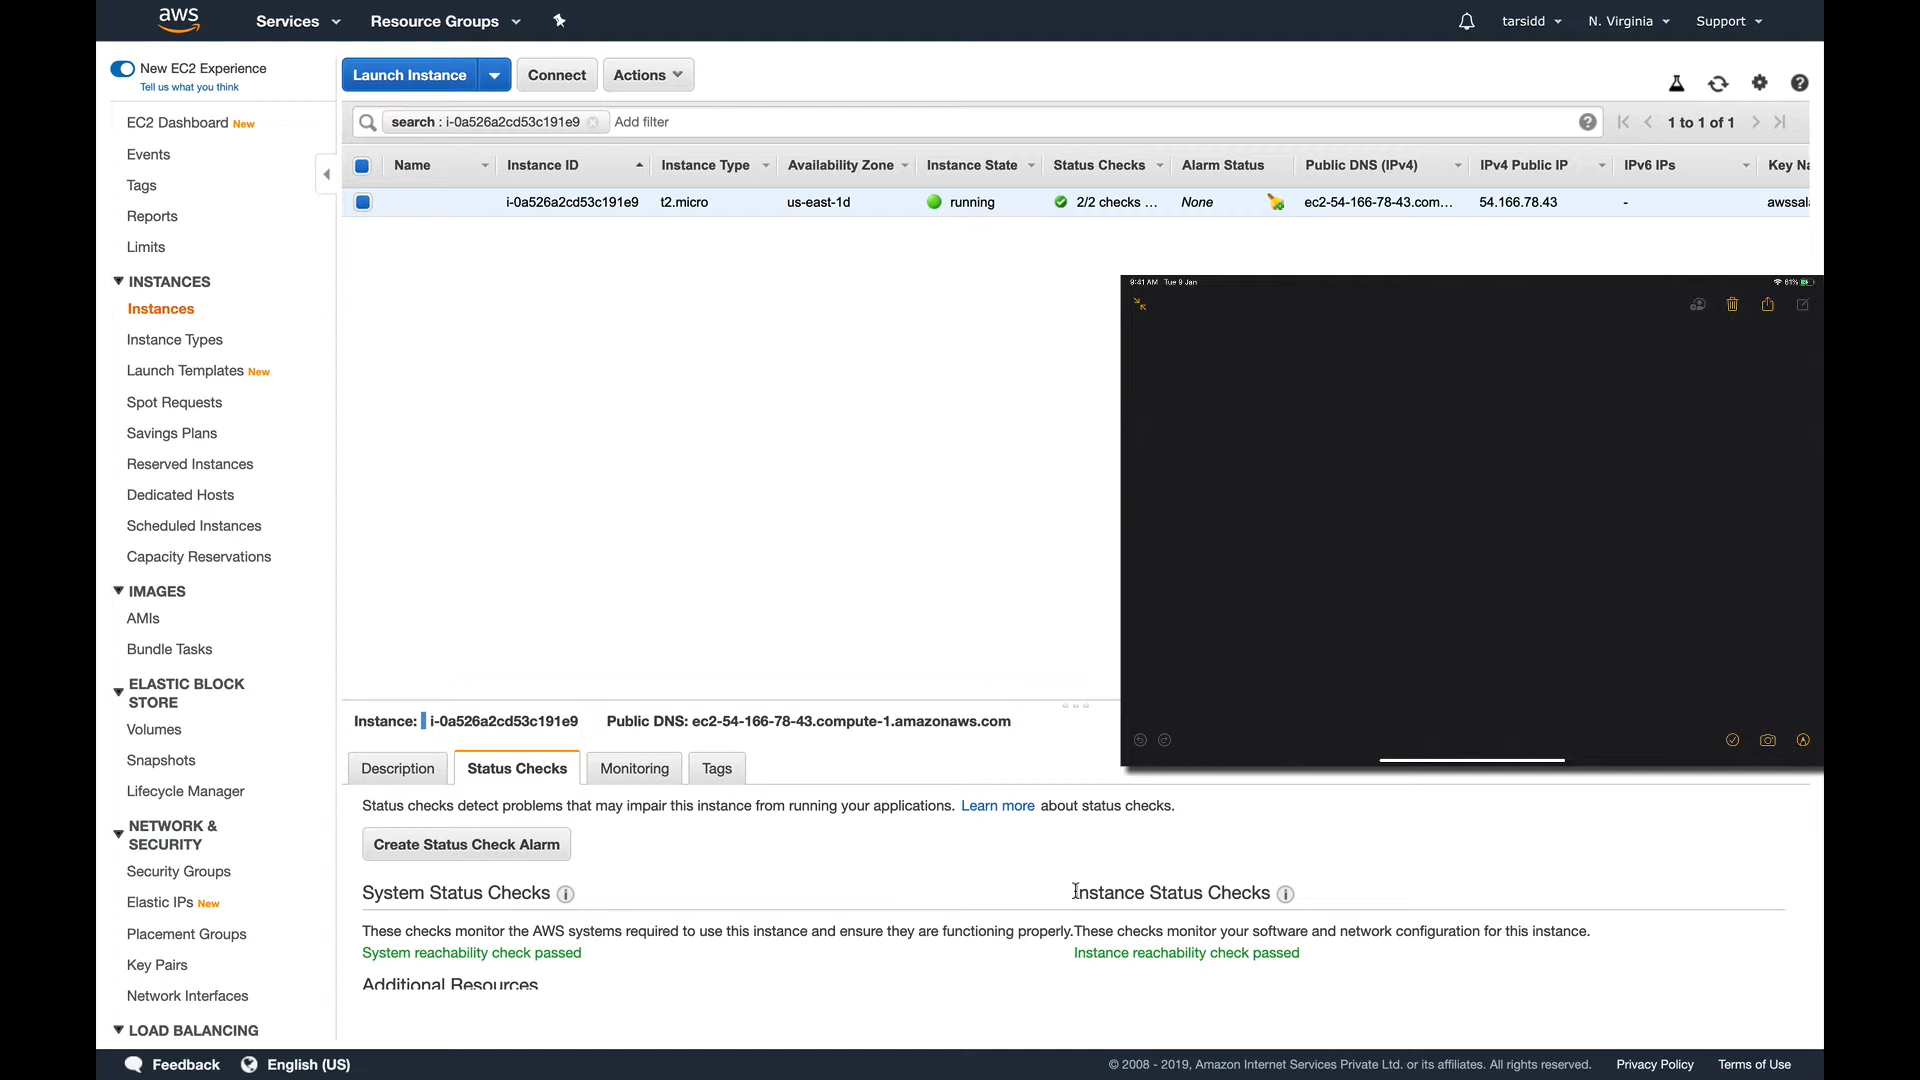 aws
Services
Resource Groups
tarsidd
N. Virginia
Support
New EC2 Experience
Tell us what you think
EC2 Dashboard New
Events
Tags
Reports
Limits
INSTANCES
Instances
Instance Types
Launch Templates New
Spot Requests
Savings Plans
Reserved Instances
Dedicated Hosts
Scheduled Instances
Capacity Reservations
IMAGES
AMIs
Bundle Tasks
ELASTIC BLOCK
STORE
Volumes
Snapshots
Lifecycle Manager
NETWORK &
SECURITY
Security Groups
Elastic IPs New
Placement Groups
Key Pairs
Network Interfaces
LOAD BALANCING
Launch Instance
Connect
Actions
search : i-0a526a2cd53c191e9
Add filter
1 to 1 of 1
Name Instance ID Instance Type Availability Zone Instance State Status Checks Alarm Status Public DNS (IPv4) IPv4 Public IP IPv6 IPs Key Na
i-0a526a2cd53c191e9 t2.micro us-east-1d running 2/2 checks ... None ec2-54-166-78-43.com... 54.166.78.43 - awssal
9:41 AM Tue 9 Jan
61%
Instance: i-0a526a2cd53c191e9 Public DNS: ec2-54-166-78-43.compute-1.amazonaws.com
Description
Status Checks
Monitoring
Tags
Status checks detect problems that may impair this instance from running your applications. Learn more about status checks.
Create Status Check Alarm
System Status Checks
These checks monitor the AWS systems required to use this instance and ensure they are functioning properly.
System reachability check passed
Instance Status Checks
These checks monitor your software and network configuration for this instance.
Instance reachability check passed
Additional Resources
Feedback
English (US)
© 2008 - 2019, Amazon Internet Services Private Ltd. or its affiliates. All rights reserved.
Privacy Policy
Terms of Use